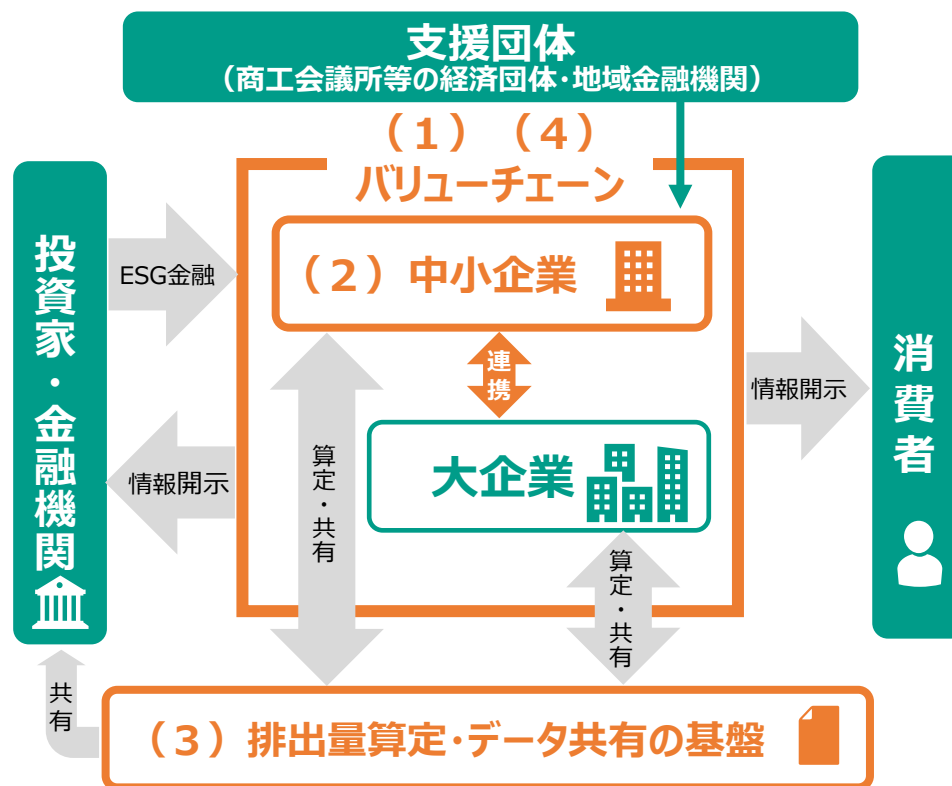 支援団体
（商工会議所等の経済団体･地域金融機関）
（１）（４）
バリューチェーン
投資家・金融機関
ESG金融
（２）中小企業
連携
消費者
情報開示
大企業
情報開示
算定・共有
算定・共有
共有
（３）排出量算定･データ共有の基盤